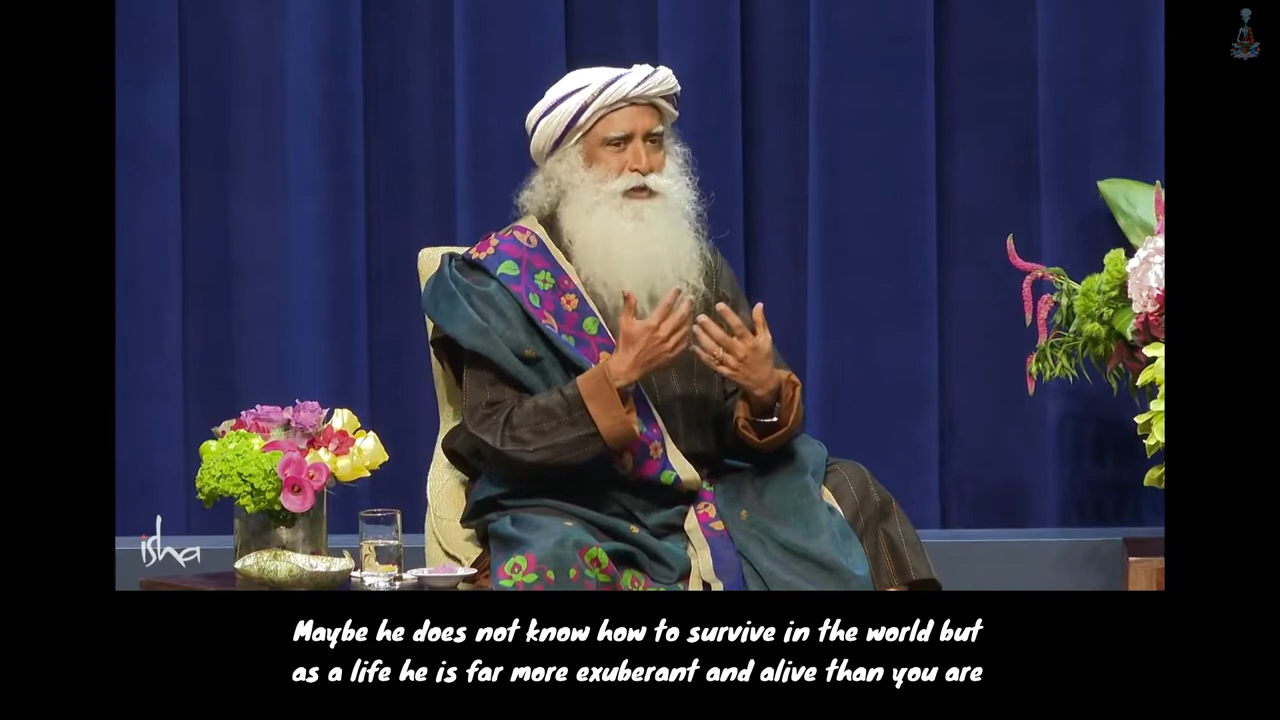 isha
Maybe he does not know how to survive in the world but
as a life he is far more exuberant and alive than you are